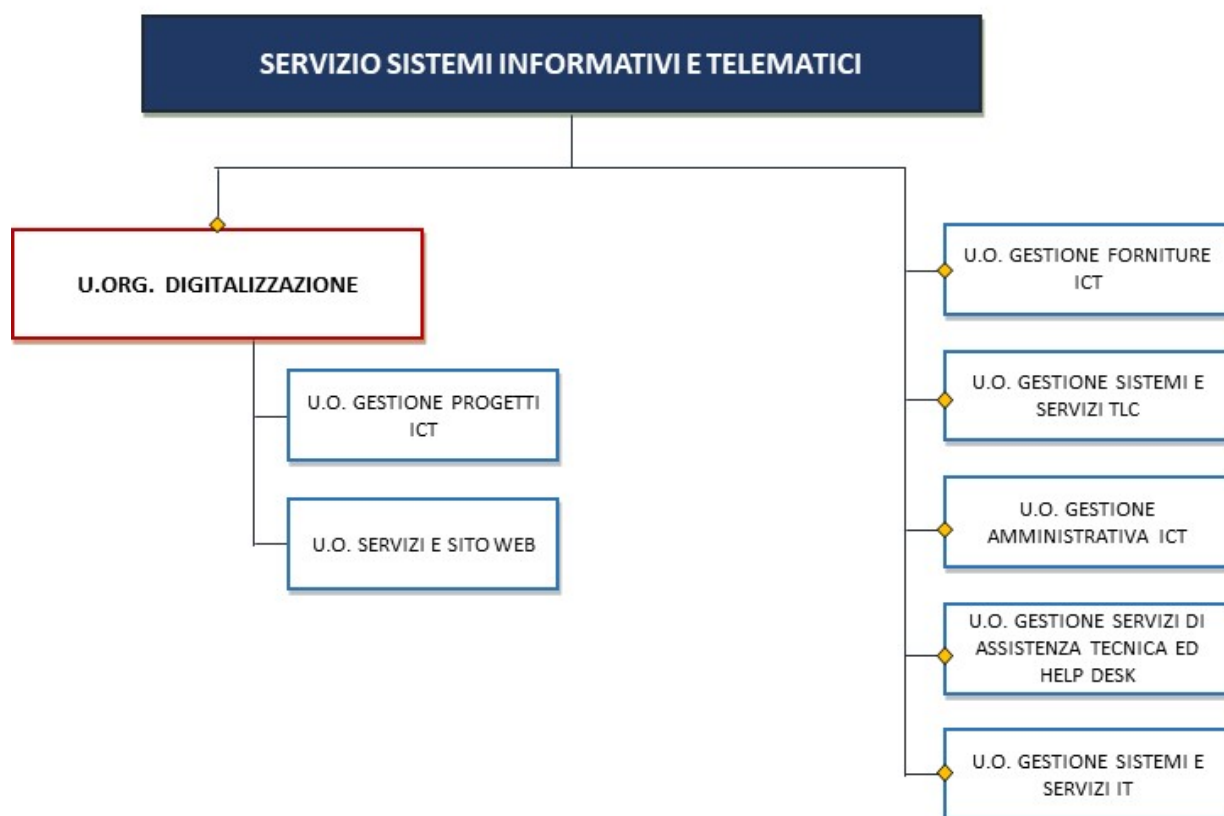 SERVIZIO SISTEMI INFORMATIVI E TELEMATICI
U.ORG. DIGITALIZZAZIONE
U.O. GESTIONE PROGETTI
ICT
U.O. SERVIZI E SITO WEB
U.O. GESTIONE FORNITURE
ICT
U.O. GESTIONE SISTEMI E
SERVIZI TLC
U.O. GESTIONE
AMMINISTRATIVA ICT
U.O. GESTIONE SERVIZI DI
ASSISTENZA TECNICA ED
HELP DESK
U.O. GESTIONE SISTEMI E
SERVIZI IT